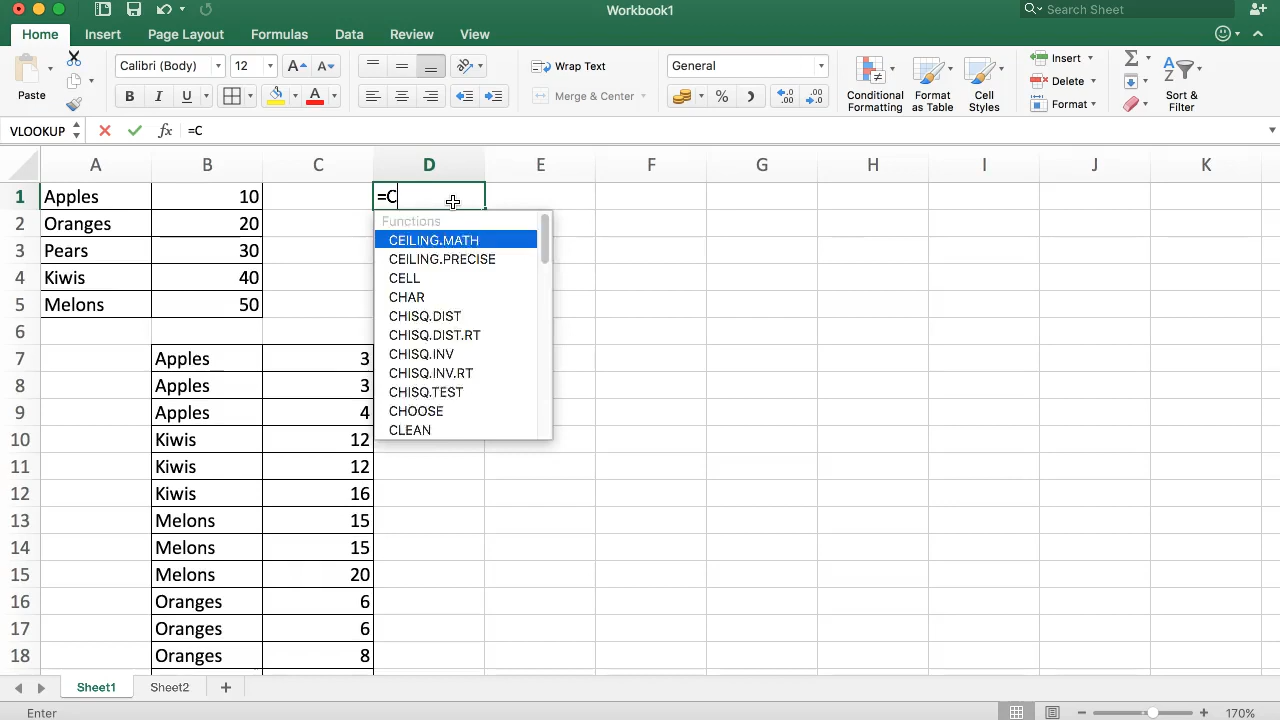 Workbook1
Search Sheet
Home Insert Page Layout Formulas Data Review View
Paste
Calibri (Body) 12
A A
B I U A
Wrap Text
Merge & Center
General
%
Conditional Formatting
Format as Table
Cell Styles
Insert
Delete
Format
Sort & Filter
VLOOKUP fx =C
A B C D E F G H I J K
1 Apples 10 =C
2 Oranges 20
3 Pears 30
4 Kiwis 40
5 Melons 50
6
7 Apples 3
8 Apples 3
9 Apples 4
10 Kiwis 12
11 Kiwis 12
12 Kiwis 16
13 Melons 15
14 Melons 15
15 Melons 20
16 Oranges 6
17 Oranges 6
18 Oranges 8
Functions
CEILING.MATH
CEILING.PRECISE
CELL
CHAR
CHISQ.DIST
CHISQ.DIST.RT
CHISQ.INV
CHISQ.INV.RT
CHISQ.TEST
CHOOSE
CLEAN
Sheet1 Sheet2
Enter
170%